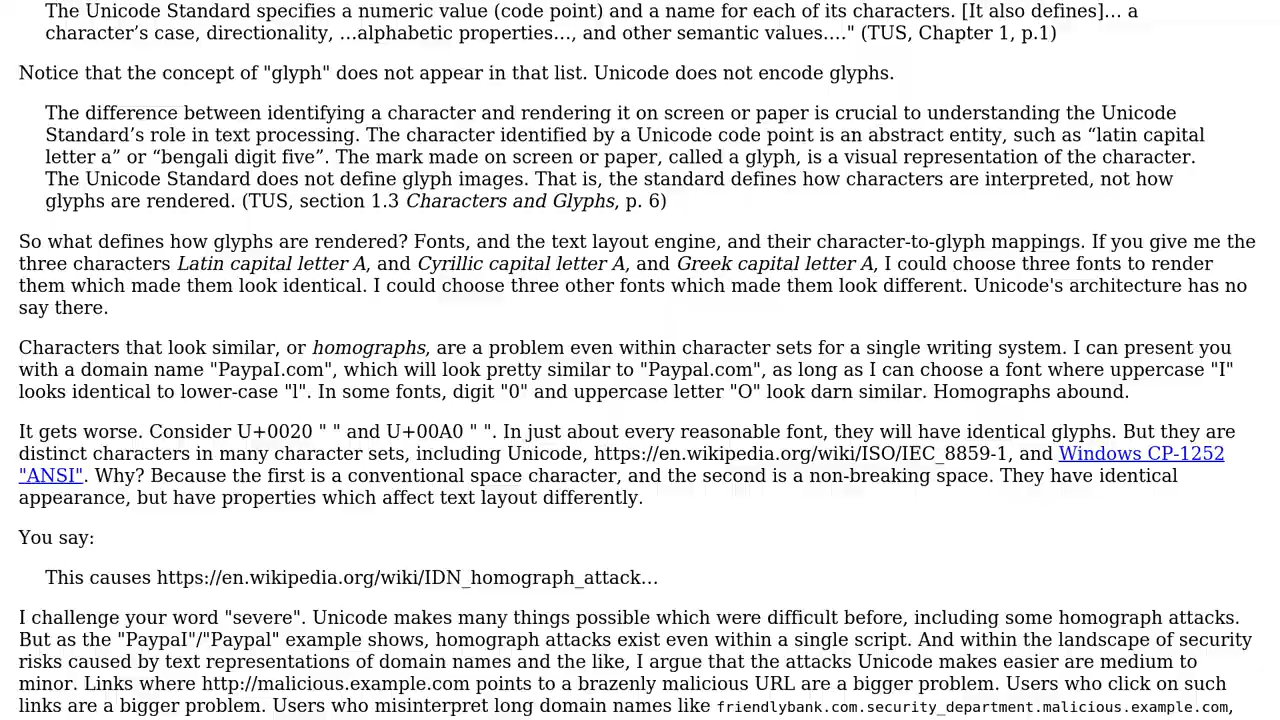 The Unicode Standard specifies a numeric value (code point) and a name for each of its characters. [It also defines]… a
character’s case, directionality, …alphabetic properties…, and other semantic values…." (TUS, Chapter 1, p.1)
Notice that the concept of "glyph" does not appear in that list. Unicode does not encode glyphs.
The difference between identifying a character and rendering it on screen or paper is crucial to understanding the Unicode
Standard’s role in text processing. The character identified by a Unicode code point is an abstract entity, such as “latin capital
letter a” or “bengali digit five”. The mark made on screen or paper, called a glyph, is a visual representation of the character.
The Unicode Standard does not define glyph images. That is, the standard defines how characters are interpreted, not how
glyphs are rendered. (TUS, section 1.3 Characters and Glyphs, p. 6)
So what defines how glyphs are rendered? Fonts, and the text layout engine, and their character-to-glyph mappings. If you give me the
three characters Latin capital letter A, and Cyrillic capital letter A, and Greek capital letter A, I could choose three fonts to render
them which made them look identical. I could choose three other fonts which made them look different. Unicode's architecture has no
say there.
Characters that look similar, or homographs, are a problem even within character sets for a single writing system. I can present you
with a domain name "PaypaI.com", which will look pretty similar to "Paypal.com", as long as I can choose a font where uppercase "I"
looks identical to lower-case "l". In some fonts, digit "0" and uppercase letter "O" look darn similar. Homographs abound.
It gets worse. Consider U+0020 " " and U+00A0 " ". In just about every reasonable font, they will have identical glyphs. But they are
distinct characters in many character sets, including Unicode, https://en.wikipedia.org/wiki/ISO/IEC_8859-1, and Windows CP-1252
"ANSI". Why? Because the first is a conventional space character, and the second is a non-breaking space. They have identical
appearance, but have properties which affect text layout differently.
You say:
This causes https://en.wikipedia.org/wiki/IDN_homograph_attack…
I challenge your word "severe". Unicode makes many things possible which were difficult before, including some homograph attacks.
But as the "PaypaI"/"Paypal" example shows, homograph attacks exist even within a single script. And within the landscape of security
risks caused by text representations of domain names and the like, I argue that the attacks Unicode makes easier are medium to
minor. Links where http://malicious.example.com points to a brazenly malicious URL are a bigger problem. Users who click on such
links are a bigger problem. Users who misinterpret long domain names like friendlybank.com.security_department.malicious.example.com,